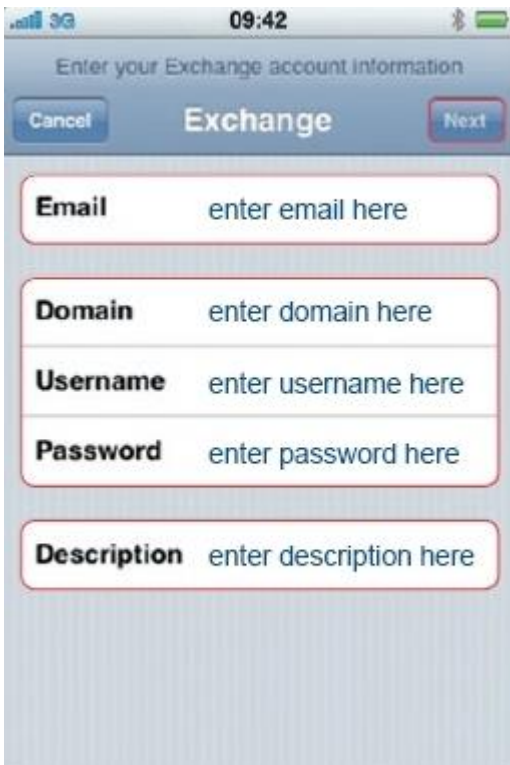 3G 09:42
Enter your Exchange account information
Cancel Exchange Next
Email enter email here
Domain enter domain here
Username enter username here
Password enter password here
Description enter description here